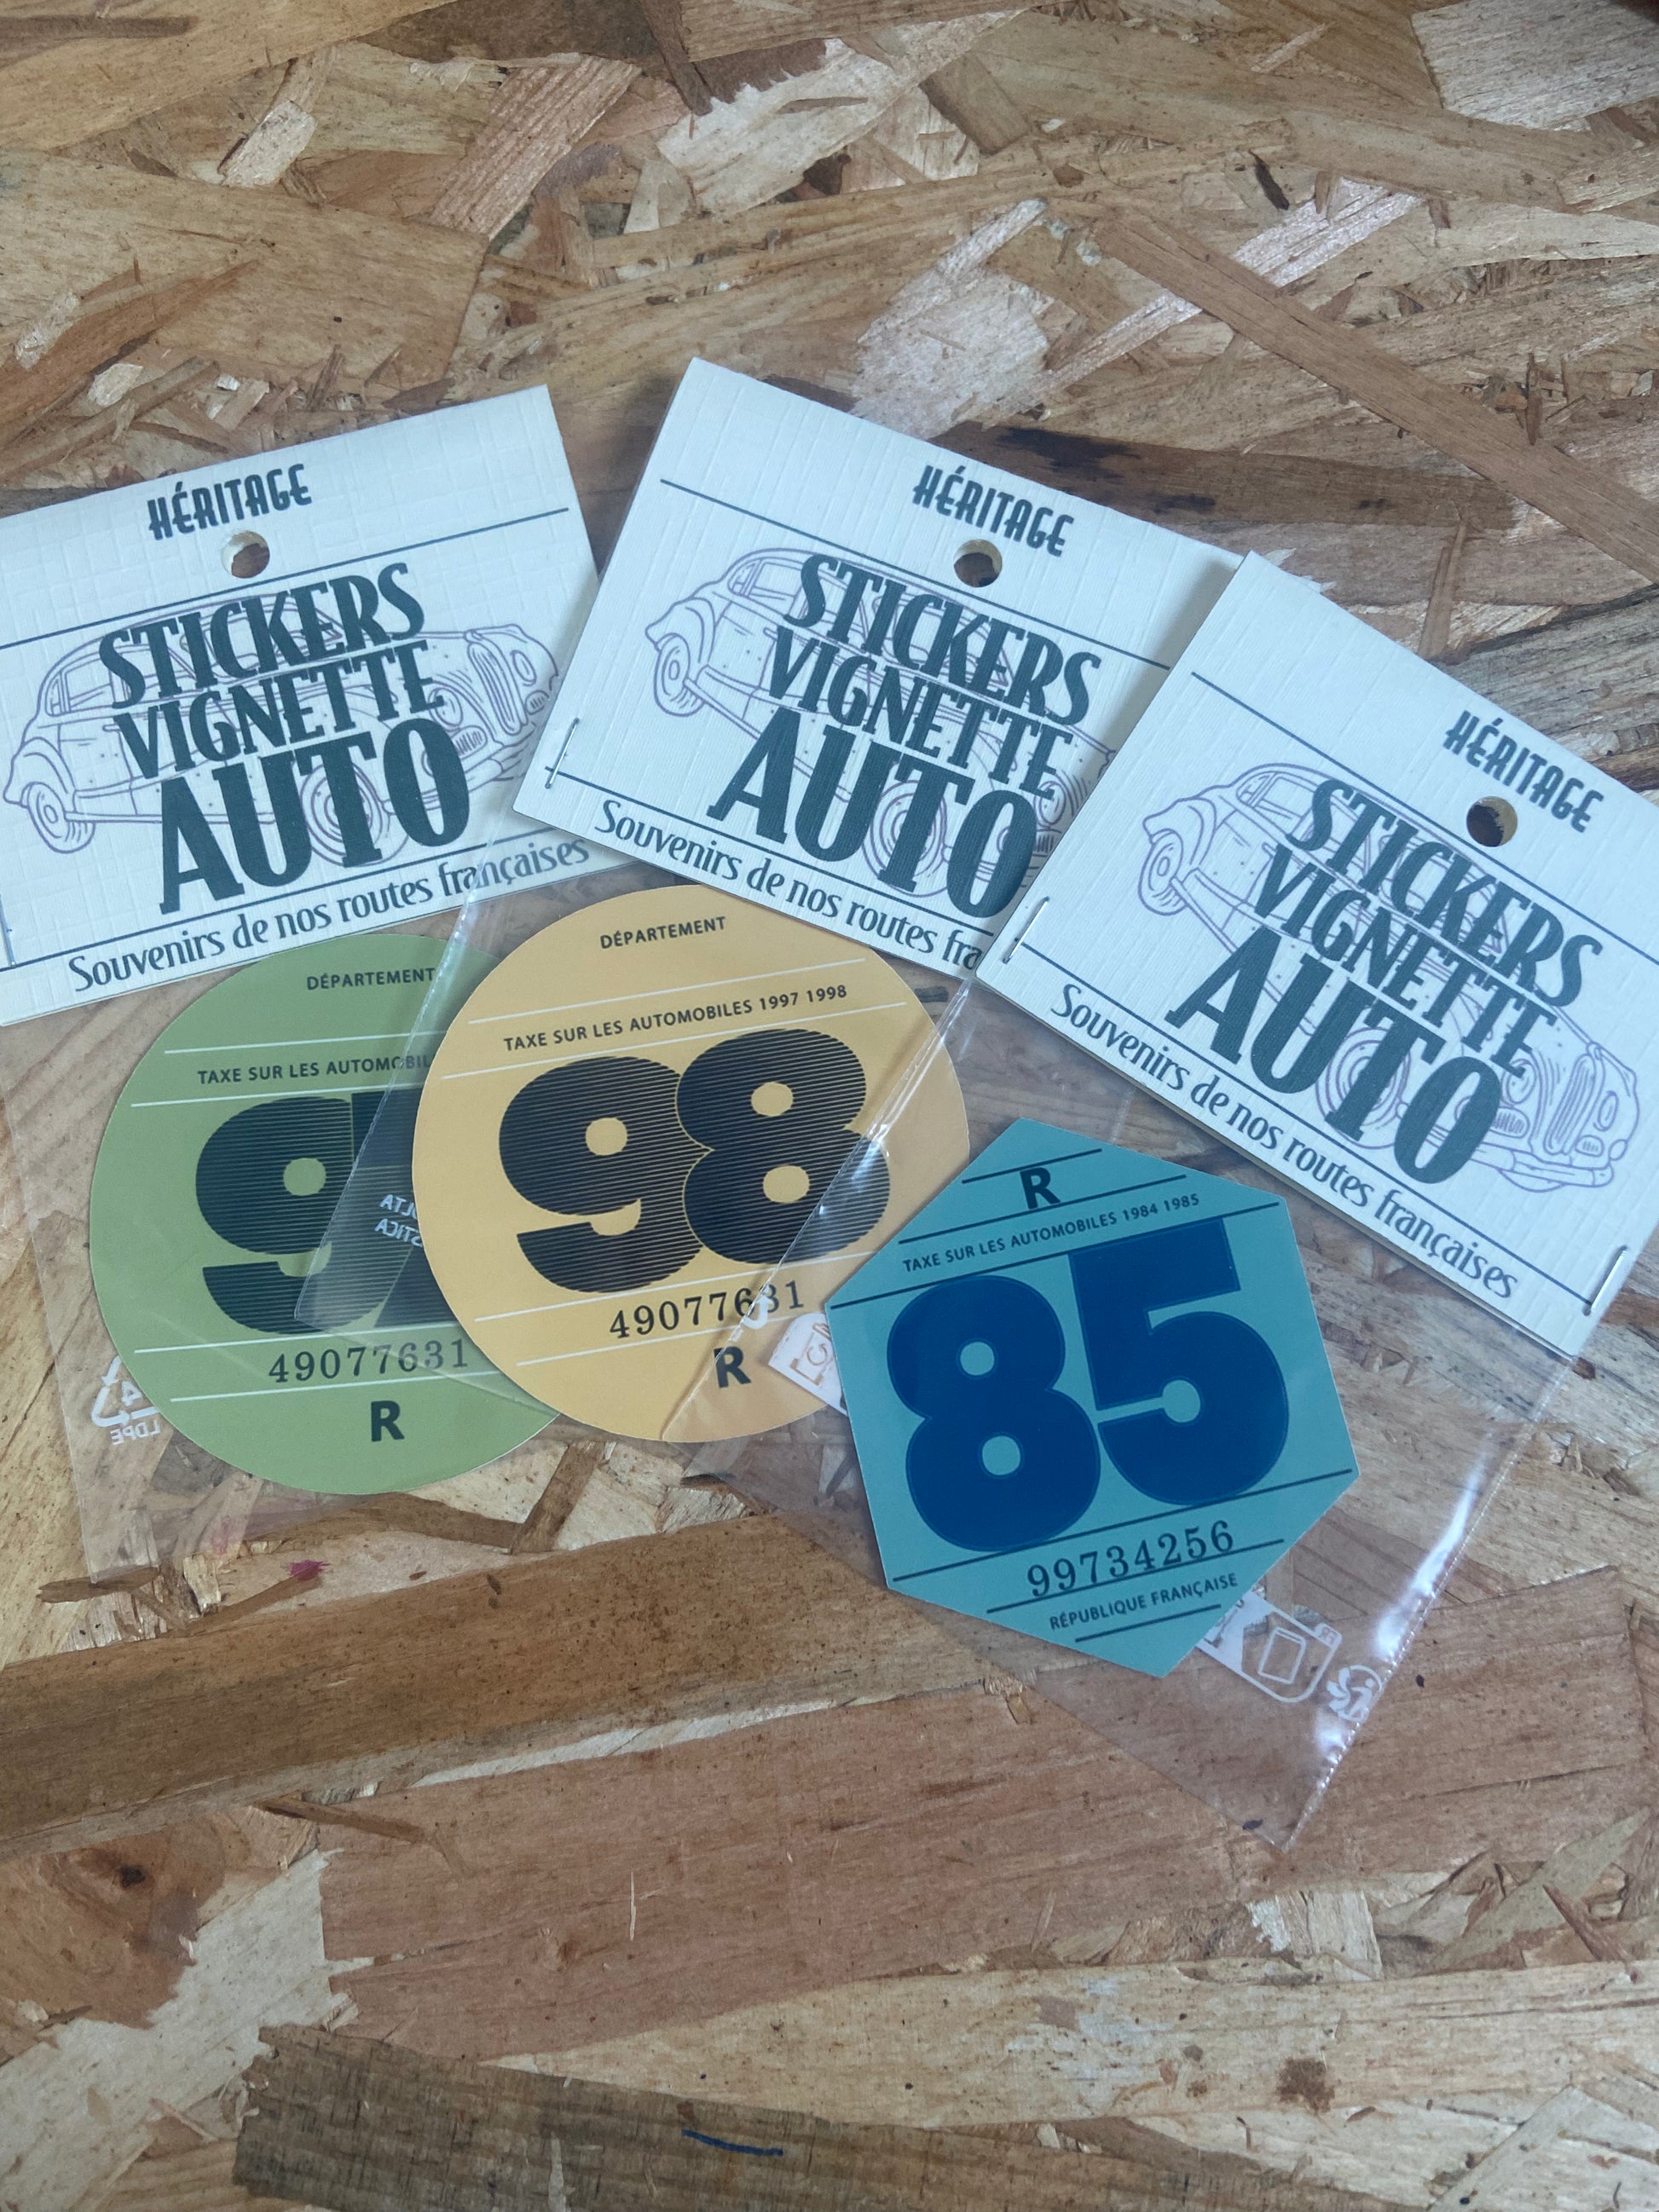 HÉRITAGE
STICKERS
VIGNETTE
AUTO
Souvenirs de nos routes françaises
DÉPARTEMENT
TAXE SUR LES
49077631
R
LDPE
HÉRITAGE
STICKERS
VIGNETTE
AUTO
Souvenirs de nos routes
DÉPARTEMENT
TAXE SUR LES AUTOMOBILES 1997 1998
98
49077631
R
HÉRITAGE
STICKERS
VIGNETTE
AUTO
Souvenirs de nos routes françaises
R
TAXE SUR LES AUTOMOBILES 1984 1985
85
99734256
RÉPUBLIQUE FRANÇAISE